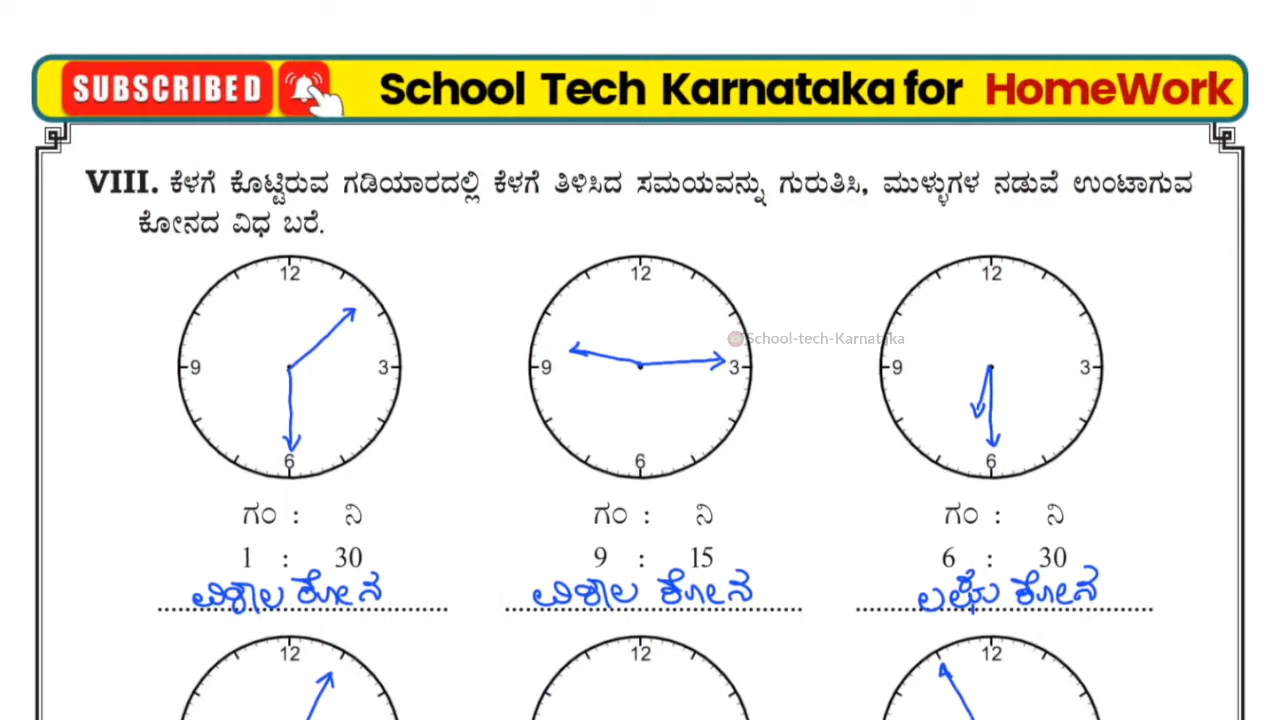 SUBSCRIBED School Tech Karnataka for HomeWork
VIII. ಕೆಳಗೆ ಕೊಟ್ಟಿರುವ ಗಡಿಯಾರದಲ್ಲಿ ಕೆಳಗೆ ತಿಳಿಸಿದ ಸಮಯವನ್ನು ಗುರುತಿಸಿ, ಮುಳ್ಳುಗಳ ನಡುವೆ ಉಂಟಾಗುವ
ಕೋನದ ವಿಧ ಬರೆ.
12 12 12
School-tech-Karnataka
9 3 9 3 9 3
6 6 6
ಗಂ : ನಿ ಗಂ : ನಿ ಗಂ : ನಿ
1 : 30 9 : 15 6 : 30
ವಿಶಾಲ ಕೋನ ವಿಶಾಲ ಕೋನ ಲಘು ಕೋನ
12 12 12